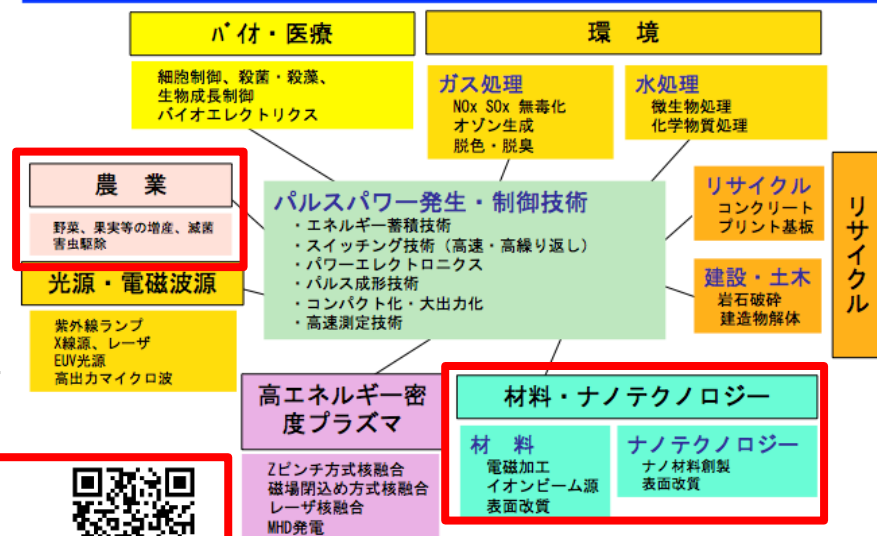 バイオ・医療
細胞制御、殺菌・殺藻、
生物成長制御
バイオエレクトリクス
環　境
ガス処理
NOx SOx 無毒化
オゾン生成
脱色・脱臭
水処理
微生物処理
化学物質処理
農　業
野菜、果実等の増産、滅菌
害虫駆除
パルスパワー発生・制御技術
・エネルギー蓄積技術
・スイッチング技術（高速・高繰り返し）
・パワーエレクトロニクス
・パルス成形技術
・コンパクト化・大出力化
・高速測定技術
リサイクル
コンクリート
プリント基板
建設・土木
岩石破砕
建造物解体
リサイクル
光源・電磁波源
紫外線ランプ
X線源、レーザ
EUV光源
高出力マイクロ波
高エネルギー密
度プラズマ
Zピンチ方式核融合
磁場閉込め方式核融合
レーザ核融合
MHD発電
材料・ナノテクノロジー
材　料
電磁加工
イオンビーム源
表面改質
ナノテクノロジー
ナノ材料創製
表面改質